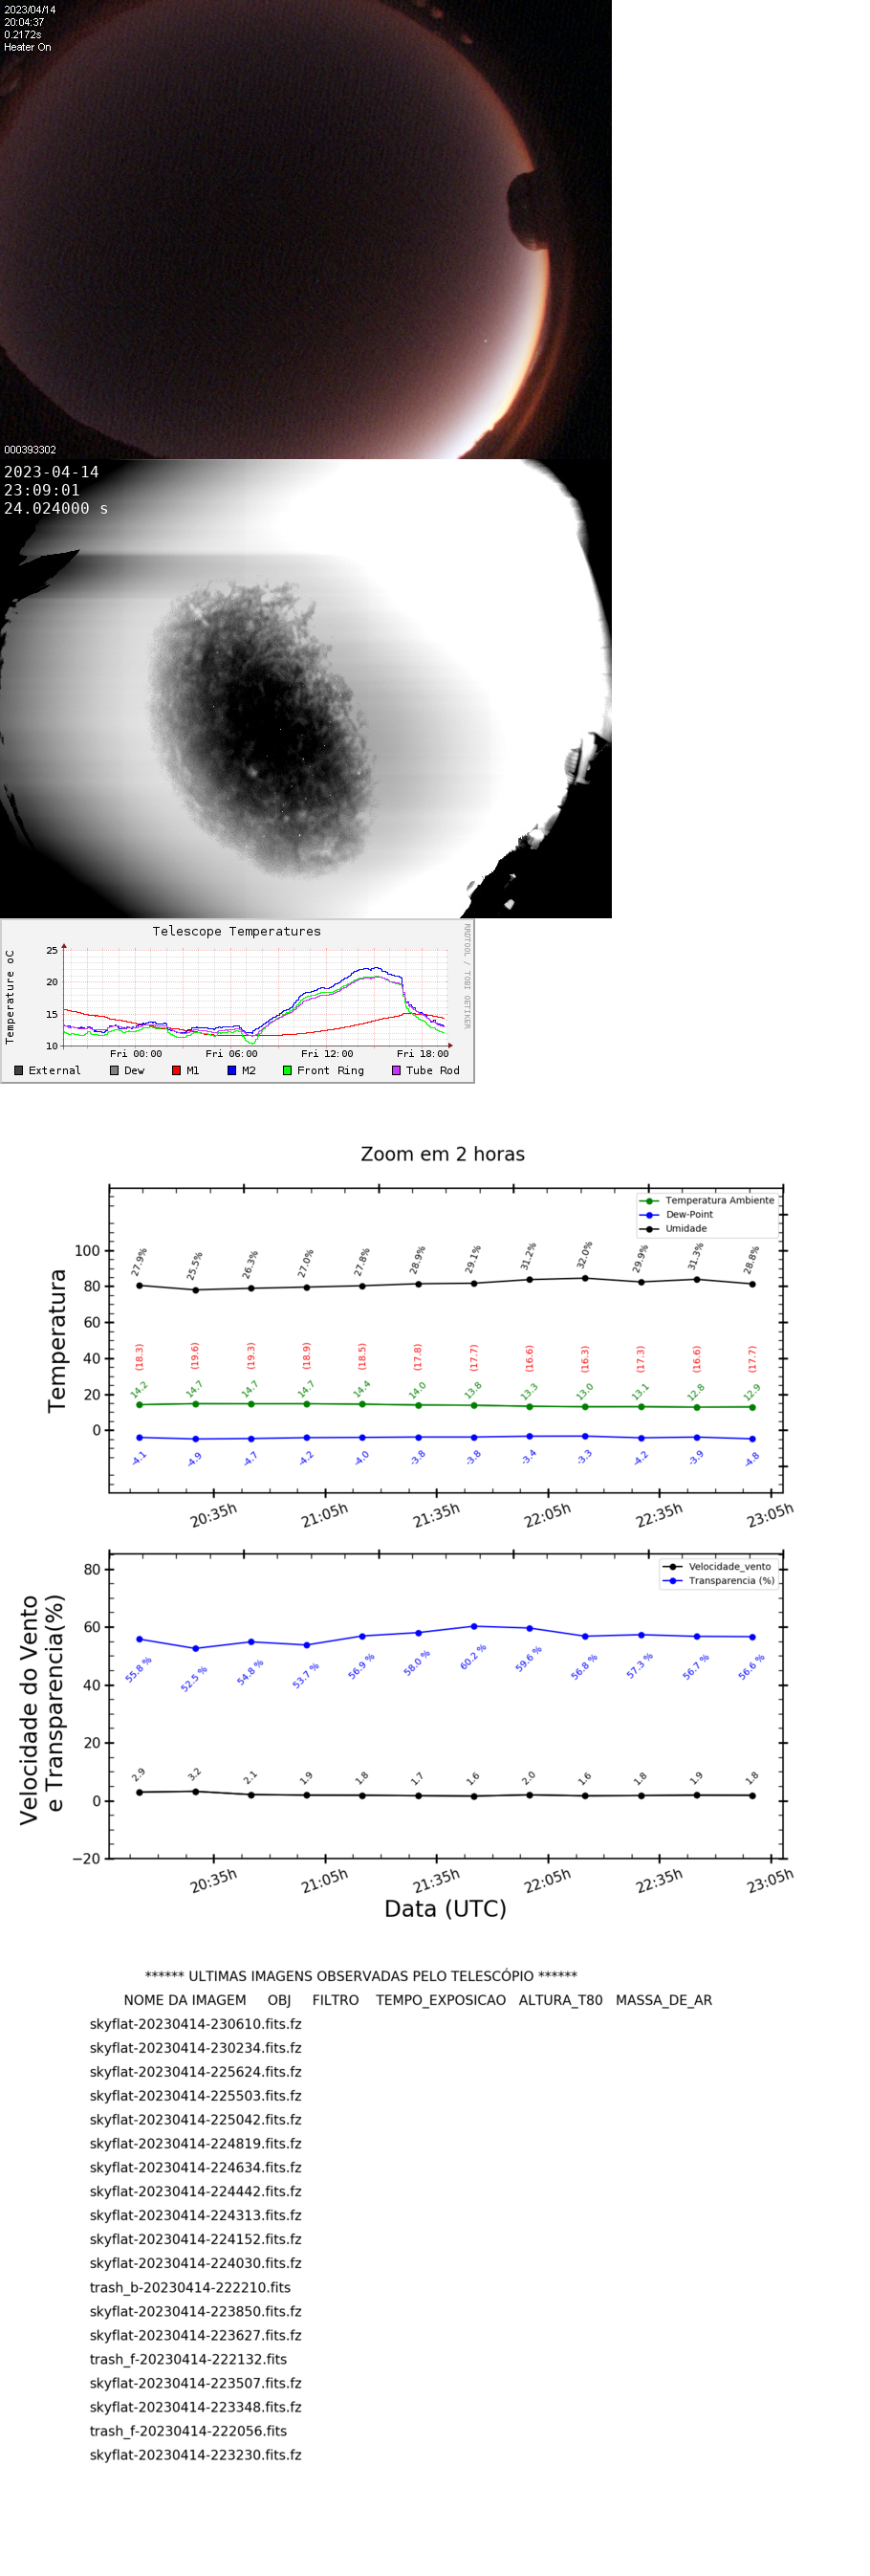 2023/04/14
20:04:37
0.2172s
Heater On
000393302
2023-04-14
23:09:01
24.024000 s
Telescope Temperatures
RRDTOOL / TOBI OETIKER
Temperature oC
25
20
15
10
Fri 00:00 Fri 06:00 Fri 12:00 Fri 18:00
External Dew M1 M2 Front Ring Tube Rod
Zoom em 2 horas
Temperatura Ambiente
Dew-Point
Umidade
Temperatura
100
80
60
40
20
0
27.9% 25.5% 26.3% 27.0% 27.8% 28.9% 29.1% 31.2% 32.0% 29.9% 31.3% 28.8%
(18.3) (19.6) (19.3) (18.9) (18.5) (17.8) (17.7) (16.6) (16.3) (17.3) (16.6) (17.7)
14.2 14.7 14.7 14.7 14.4 14.0 13.8 13.3 13.0 13.1 12.8 12.9
-4.1 -4.9 -4.7 -4.2 -4.0 -3.8 -3.8 -3.4 -3.3 -4.2 -3.9 -4.8
20:35h 21:05h 21:35h 22:05h 22:35h 23:05h
Velocidade_vento
Transparencia (%)
Velocidade do Vento
e Transparencia(%)
80
60
40
20
0
−20
55.8 % 52.5 % 54.8 % 53.7 % 56.9 % 58.0 % 60.2 % 59.6 % 56.8 % 57.3 % 56.7 % 56.6 %
2.9 3.2 2.1 1.9 1.8 1.7 1.6 2.0 1.6 1.8 1.9 1.8
20:35h 21:05h 21:35h 22:05h 22:35h 23:05h
Data (UTC)
****** ULTIMAS IMAGENS OBSERVADAS PELO TELESCÓPIO ******
NOME DA IMAGEM OBJ FILTRO TEMPO_EXPOSICAO ALTURA_T80 MASSA_DE_AR
skyflat-20230414-230610.fits.fz
skyflat-20230414-230234.fits.fz
skyflat-20230414-225624.fits.fz
skyflat-20230414-225503.fits.fz
skyflat-20230414-225042.fits.fz
skyflat-20230414-224819.fits.fz
skyflat-20230414-224634.fits.fz
skyflat-20230414-224442.fits.fz
skyflat-20230414-224313.fits.fz
skyflat-20230414-224152.fits.fz
skyflat-20230414-224030.fits.fz
trash_b-20230414-222210.fits
skyflat-20230414-223850.fits.fz
skyflat-20230414-223627.fits.fz
trash_f-20230414-222132.fits
skyflat-20230414-223507.fits.fz
skyflat-20230414-223348.fits.fz
trash_f-20230414-222056.fits
skyflat-20230414-223230.fits.fz